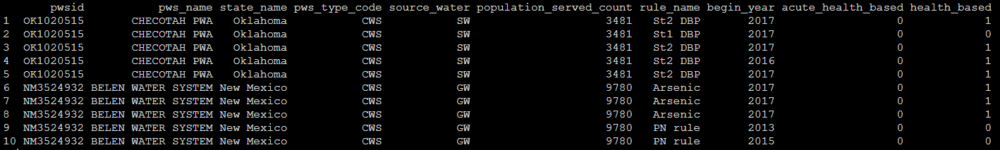 pwsid pws_name state_name pws_type_code source_water population_served_count rule_name begin_year acute_health_based health_based
1 OK1020515 CHECOTAH PWA Oklahoma CWS SW 3481 St2 DBP 2017 0 1
2 OK1020515 CHECOTAH PWA Oklahoma CWS SW 3481 St1 DBP 2017 0 0
3 OK1020515 CHECOTAH PWA Oklahoma CWS SW 3481 St2 DBP 2017 0 1
4 OK1020515 CHECOTAH PWA Oklahoma CWS SW 3481 St2 DBP 2016 0 1
5 OK1020515 CHECOTAH PWA Oklahoma CWS SW 3481 St2 DBP 2017 0 1
6 NM3524932 BELEN WATER SYSTEM New Mexico CWS GW 9780 Arsenic 2017 0 1
7 NM3524932 BELEN WATER SYSTEM New Mexico CWS GW 9780 Arsenic 2017 0 1
8 NM3524932 BELEN WATER SYSTEM New Mexico CWS GW 9780 Arsenic 2017 0 1
9 NM3524932 BELEN WATER SYSTEM New Mexico CWS GW 9780 PN rule 2013 0 0
10 NM3524932 BELEN WATER SYSTEM New Mexico CWS GW 9780 PN rule 2015 0 0